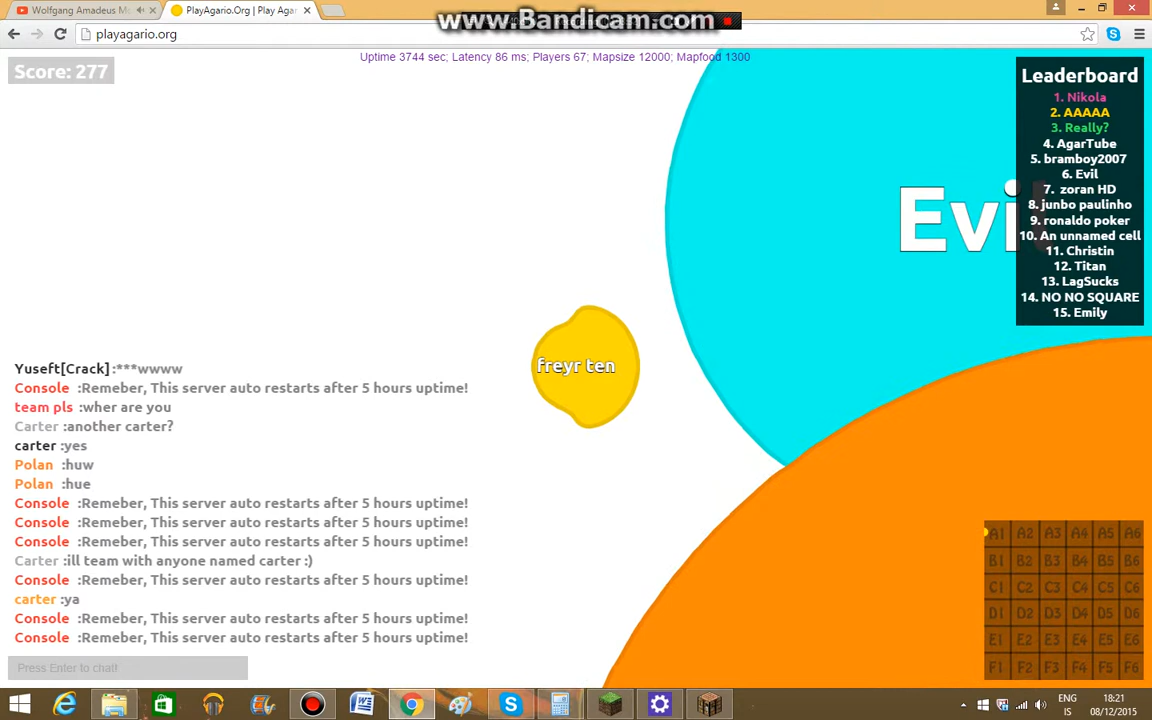 Wolfgang Amadeus M
PlayAgario.Org | Play Aga
www.Bandicam.com
playagario.org
Uptime 3744 sec; Latency 86 ms; Players 67; Mapsize 12000; Mapfood 1300
Score: 277
Leaderboard
1. Nikola
2. AAAAA
3. Really?
4. AgarTube
5. bramboy2007
6. Evil
7. zoran HD
8. junbo paulinho
9. ronaldo poker
10. An unnamed cell
11. Christin
12. Titan
13. LagSucks
14. NO NO SQUARE
15. Emily
Evil
freyr ten
Yuseft[Crack] :***wwww
Console :Remeber, This server auto restarts after 5 hours uptime!
team pls :wher are you
Carter :another carter?
carter :yes
Polan :huw
Polan :hue
Console :Remeber, This server auto restarts after 5 hours uptime!
Console :Remeber, This server auto restarts after 5 hours uptime!
Console :Remeber, This server auto restarts after 5 hours uptime!
Carter :ill team with anyone named carter :)
Console :Remeber, This server auto restarts after 5 hours uptime!
carter :ya
Console :Remeber, This server auto restarts after 5 hours uptime!
Console :Remeber, This server auto restarts after 5 hours uptime!
Press Enter to chat!
A1 A2 A3 A4 A5 A6
B1 B2 B3 B4 B5 B6
C1 C2 C3 C4 C5 C6
D1 D2 D3 D4 D5 D6
E1 E2 E3 E4 E5 E6
F1 F2 F3 F4 F5 F6
ENG
IS
18:21
08/12/2015